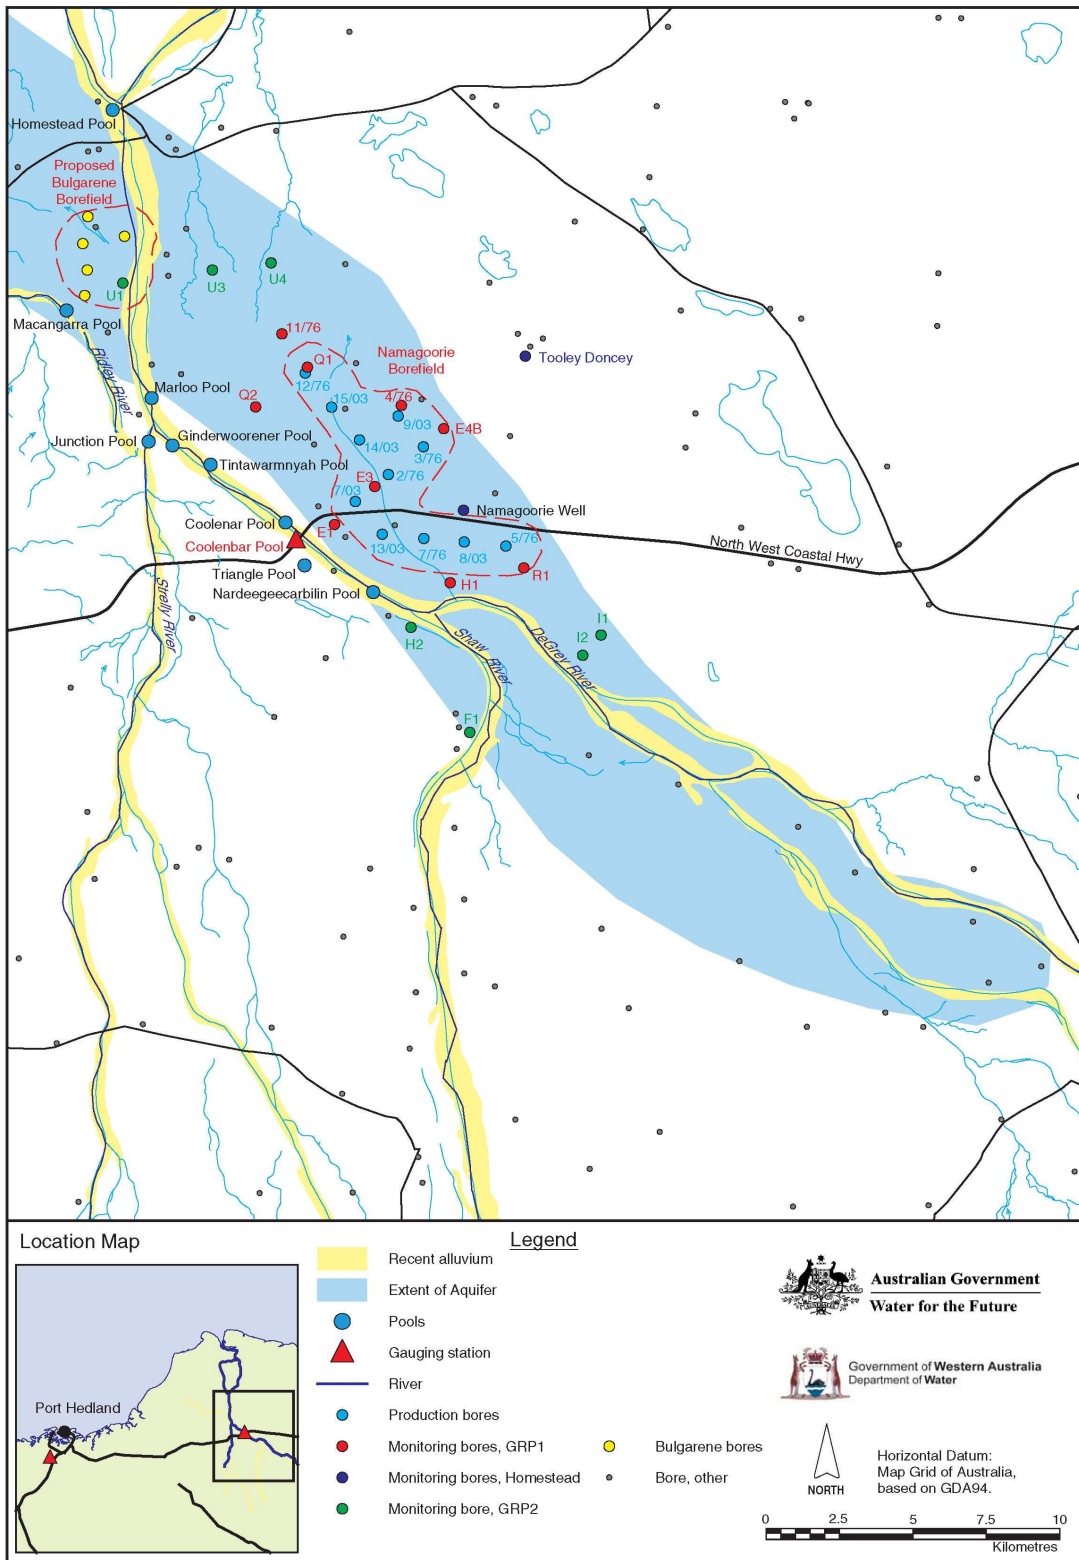 Homestead Pool
Proposed
Bulgarene
Borefield
U1
U3
U4
Macangarra Pool
Ridley River
11/76
Namagoorie
Borefield
Tooley Doncey
Q1
12/76
Marloo Pool
Q2
15/03
4/76
9/03
E4B
Junction Pool
Ginderwoorener Pool
14/03
3/76
Tintawarmnyah Pool
2/76
E3
7/03
Namagoorie Well
Coolenar Pool
E1
Coolenbar Pool
13/03
7/76
8/03
5/76
North West Coastal Hwy
Triangle Pool
R1
Nardeegeecarbilin Pool
H1
Strelly River
H2
Shaw River
DeGrey River
I1
I2
F1
Location Map
Port Hedland
Legend
Recent alluvium
Extent of Aquifer
Pools
Gauging station
River
Production bores
Monitoring bores, GRP1
Monitoring bores, Homestead
Monitoring bore, GRP2
Bulgarene bores
Bore, other
Australian Government
Water for the Future
Government of Western Australia
Department of Water
NORTH
Horizontal Datum:
Map Grid of Australia,
based on GDA94.
0 2.5 5 7.5 10
Kilometres